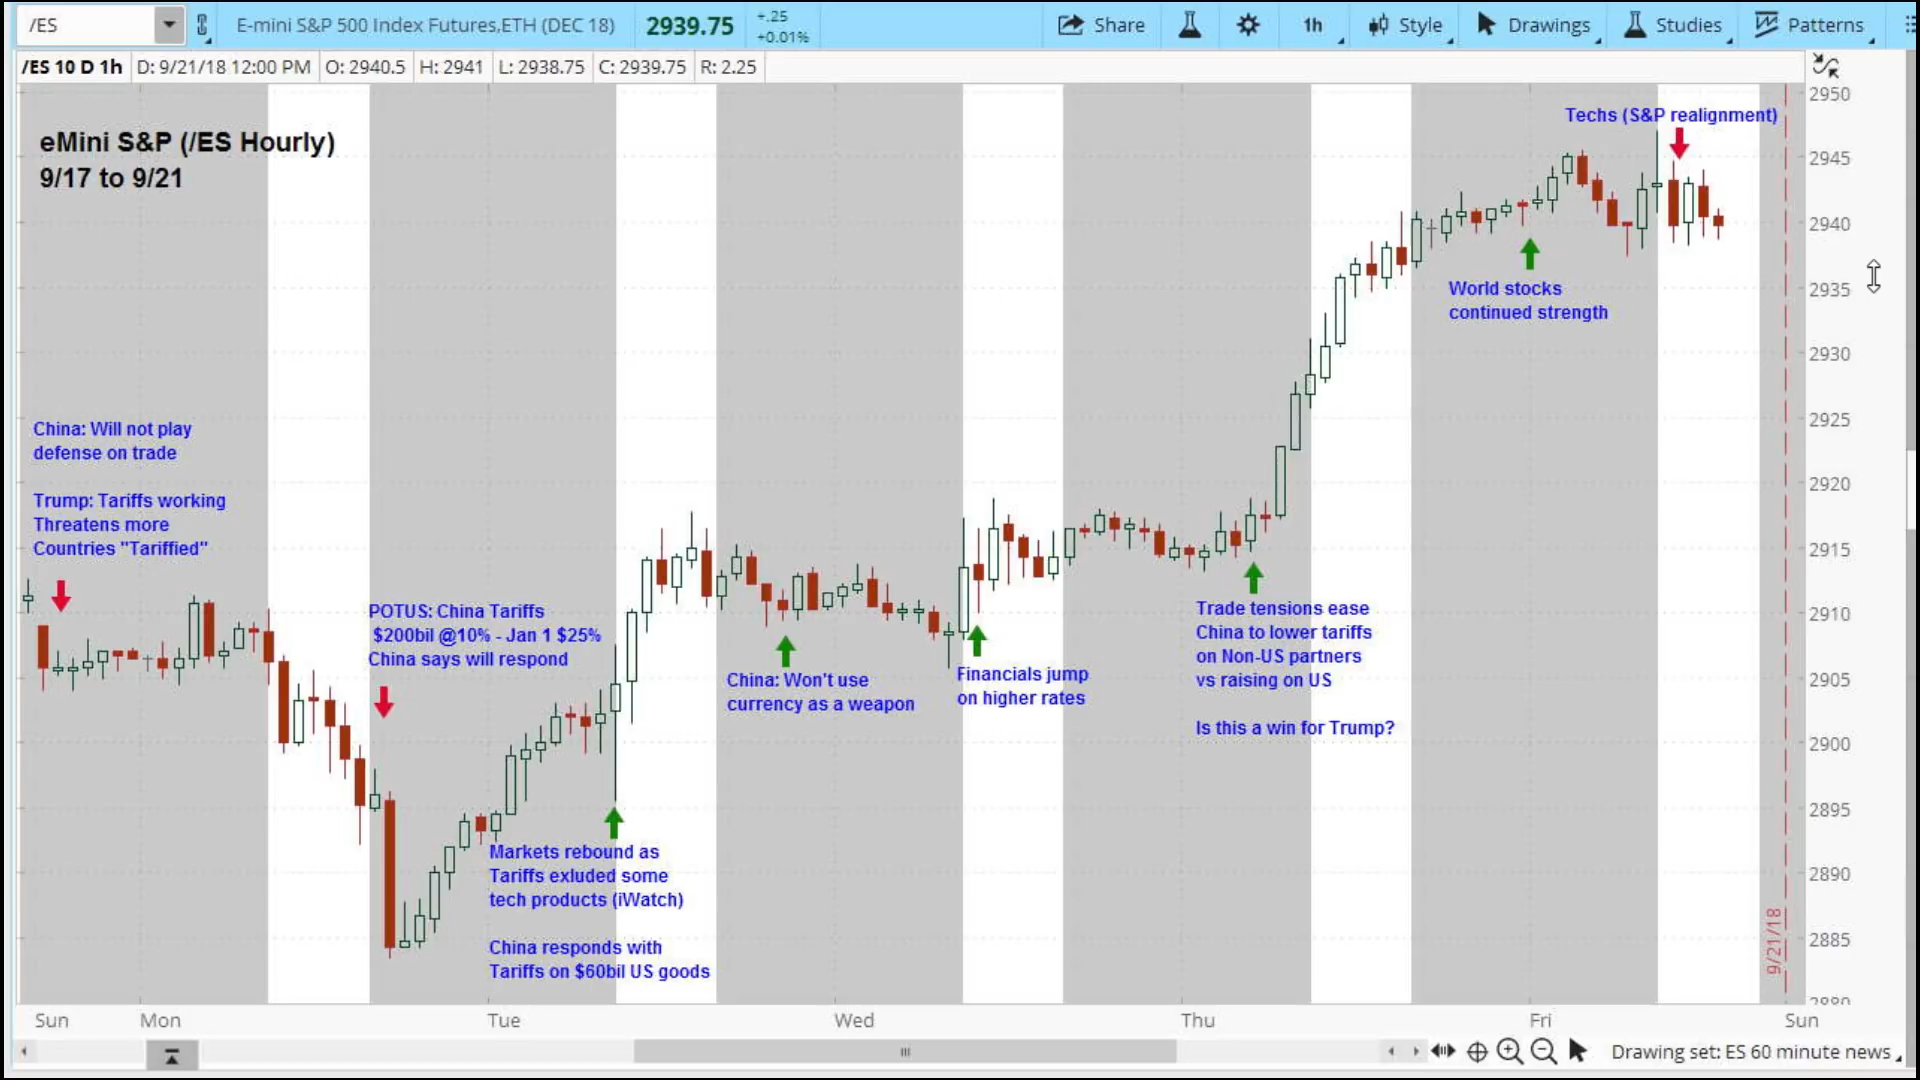 /ES
E-mini S&P 500 Index Futures,ETH (DEC 18)
2939.75
+.25
+0.01%
Share
1h
Style
Drawings
Studies
Patterns
/ES 10 D 1h
D: 9/21/18 12:00 PM
O: 2940.5
H: 2941
L: 2938.75
C: 2939.75
R: 2.25
eMini S&P (/ES Hourly)
9/17 to 9/21
Techs (S&P realignment)
World stocks
continued strength
China: Will not play
defense on trade
Trump: Tariffs working
Threatens more
Countries "Tariffied"
POTUS: China Tariffs
$200bil @10% - Jan 1 $25%
China says will respond
Markets rebound as
Tariffs exluded some
tech products (iWatch)
China responds with
Tariffs on $60bil US goods
China: Won't use
currency as a weapon
Financials jump
on higher rates
Trade tensions ease
China to lower tariffs
on Non-US partners
vs raising on US
Is this a win for Trump?
2950
2945
2940
2935
2930
2925
2920
2915
2910
2905
2900
2895
2890
2885
2880
9/21/18
Sun
Mon
Tue
Wed
Thu
Fri
Sun
Drawing set: ES 60 minute news